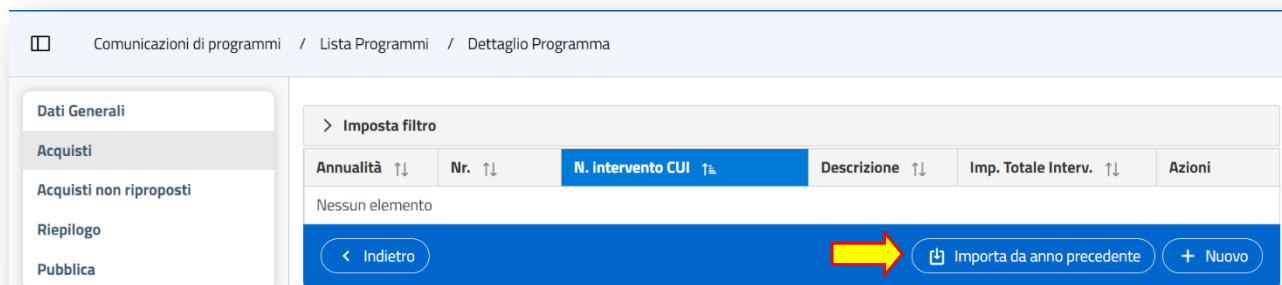 Comunicazioni di programmi / Lista Programmi / Dettaglio Programma
Dati Generali
Acquisti
Acquisti non riproposti
Riepilogo
Pubblica
Imposta filtro
Annualità Nr. N. intervento CUI Descrizione Imp. Totale Interv. Azioni
Nessun elemento
Indietro Importa da anno precedente + Nuovo